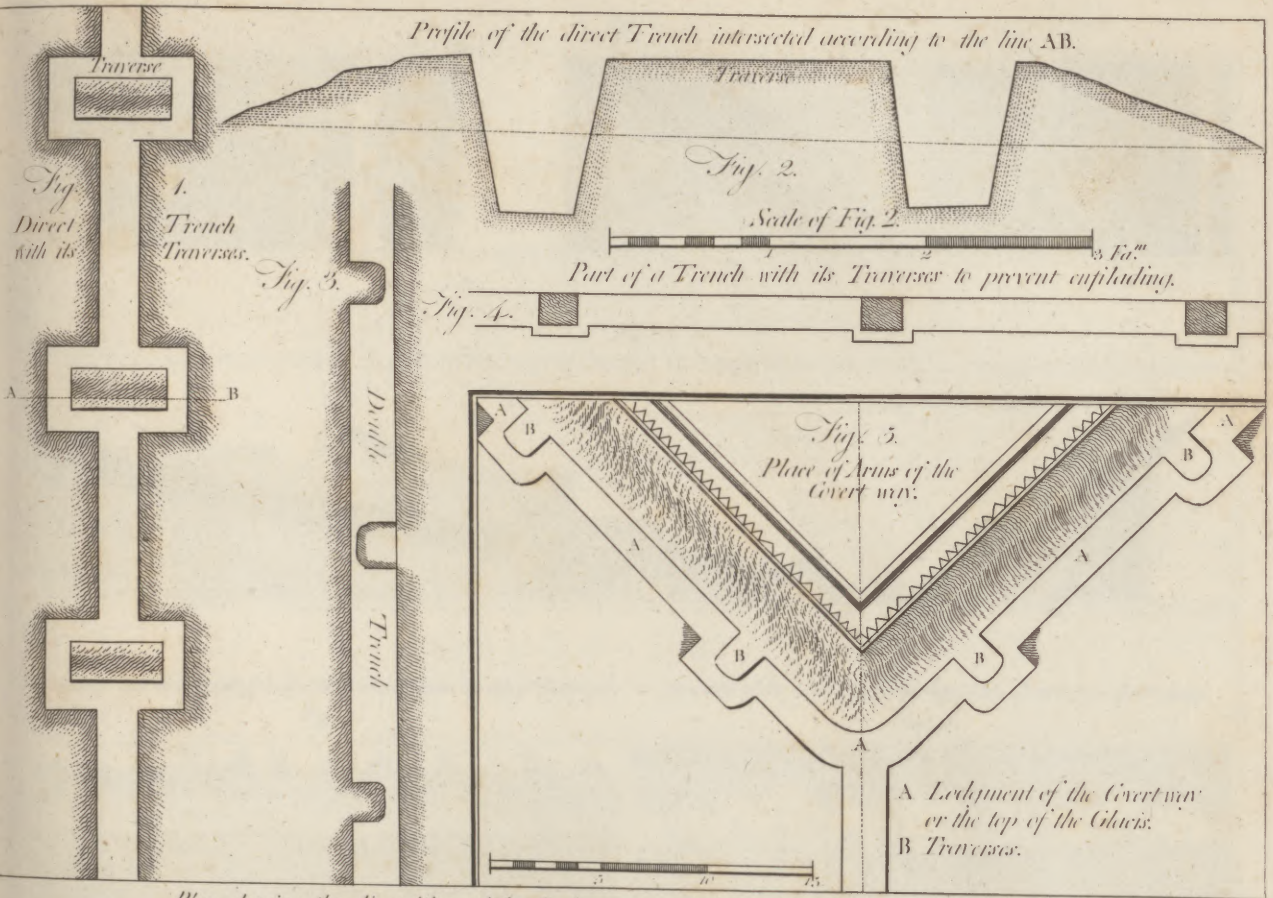 Profile of the direct Trench intersected according to the line AB.
Traverse
Traverse
Fig. 1.
Direct Trench
with its Traverses.
A B
Fig. 2.
Scale of Fig. 2.
1 2 3 Fa.m
Part of a Trench with its Traverses to prevent enfilading.
Fig. 3.
Double
Trench
Fig. 4.
Fig. 5.
Place of Arms of the
Covert way.
A B B A
A A
B B
A
A Lodgment of the Covert way
or the top of the Glacis.
B Traverses.
5 10 15